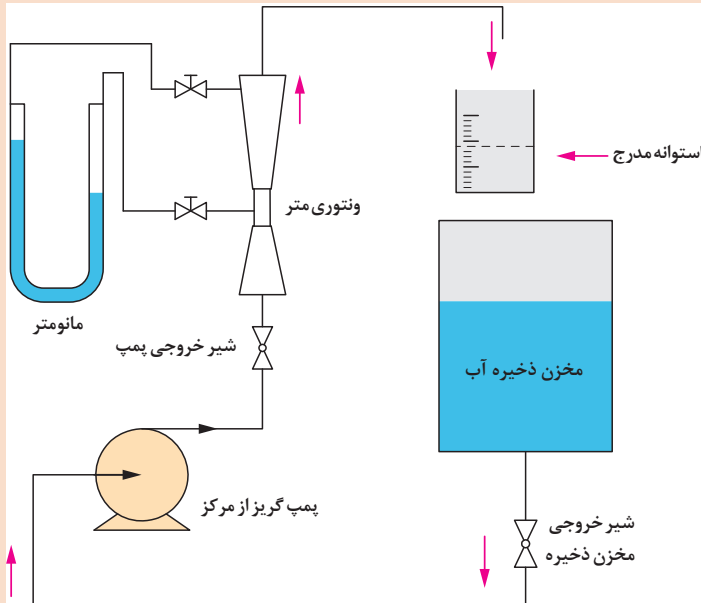 استوانه مدرج
ونتوری متر
مانومتر
شیر خروجی پمپ
مخزن ذخیره آب
پمپ گریز از مرکز
شیر خروجی
مخزن ذخیره